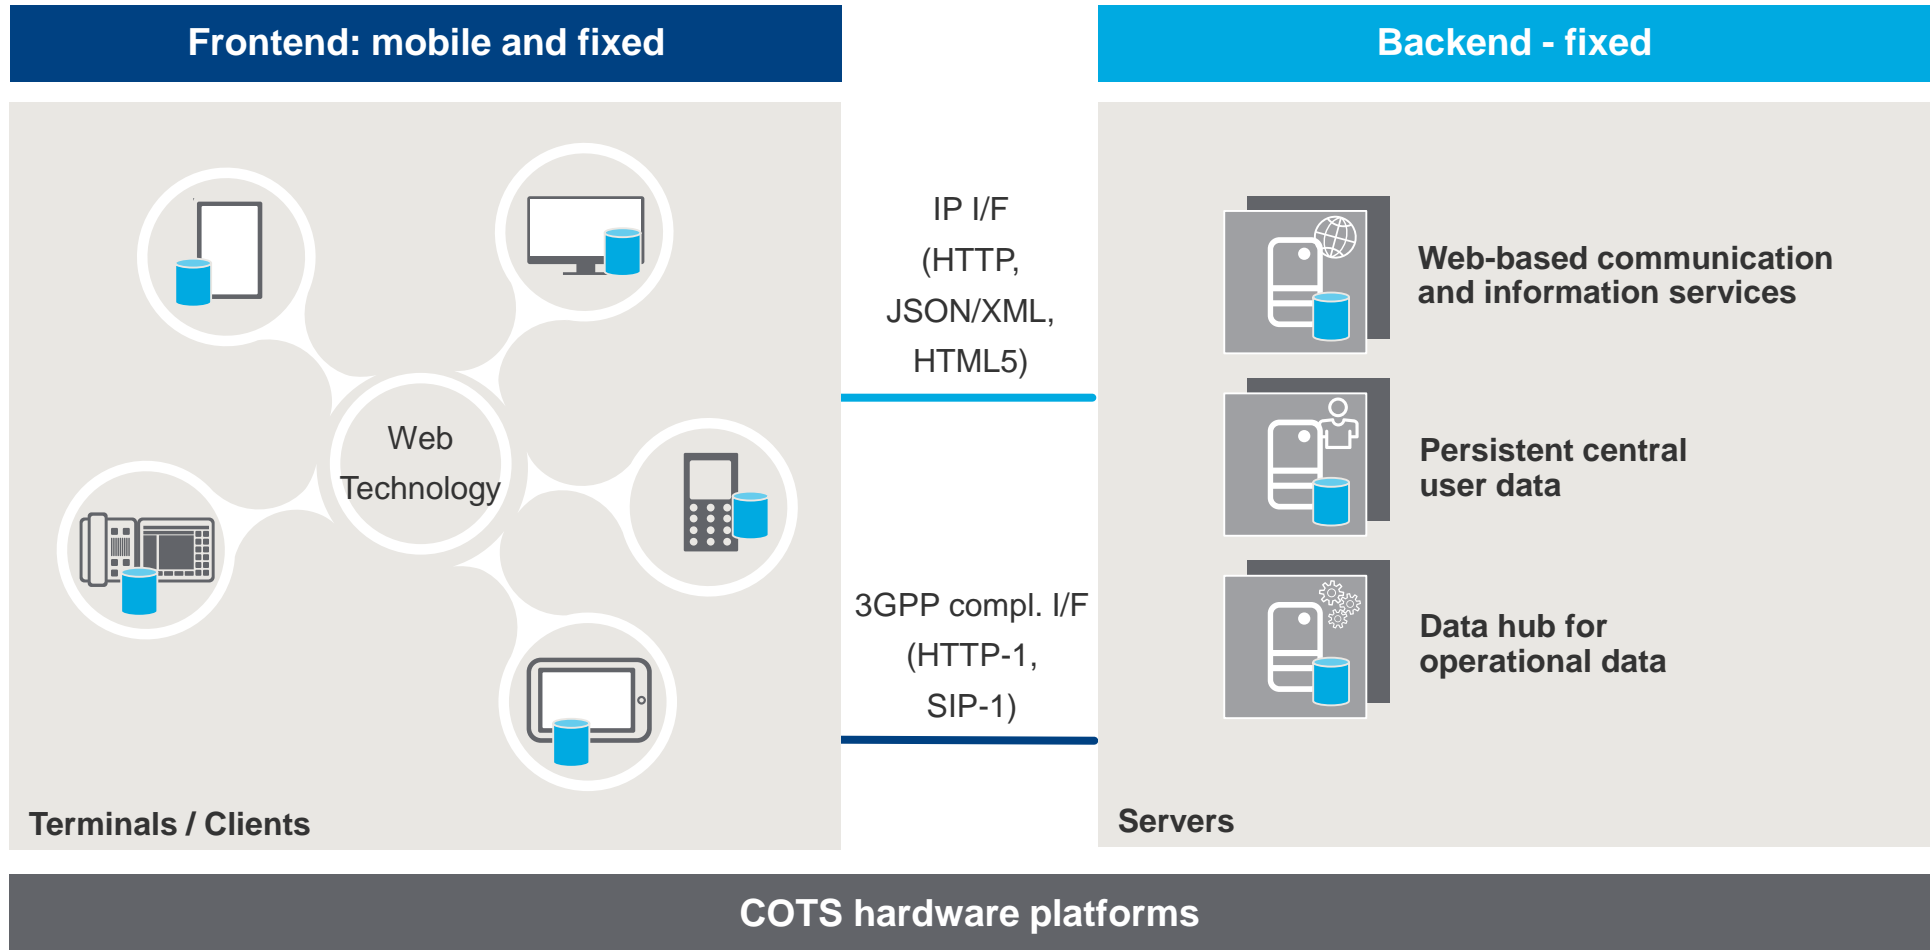 Frontend: mobile and fixed
Backend - fixed
Web
Technology
Terminals / Clients
IP I/F
(HTTP,
JSON/XML,
HTML5)
3GPP compl. I/F
(HTTP-1,
SIP-1)
Web-based communication
and information services
Persistent central
user data
Data hub for
operational data
Servers
COTS hardware platforms